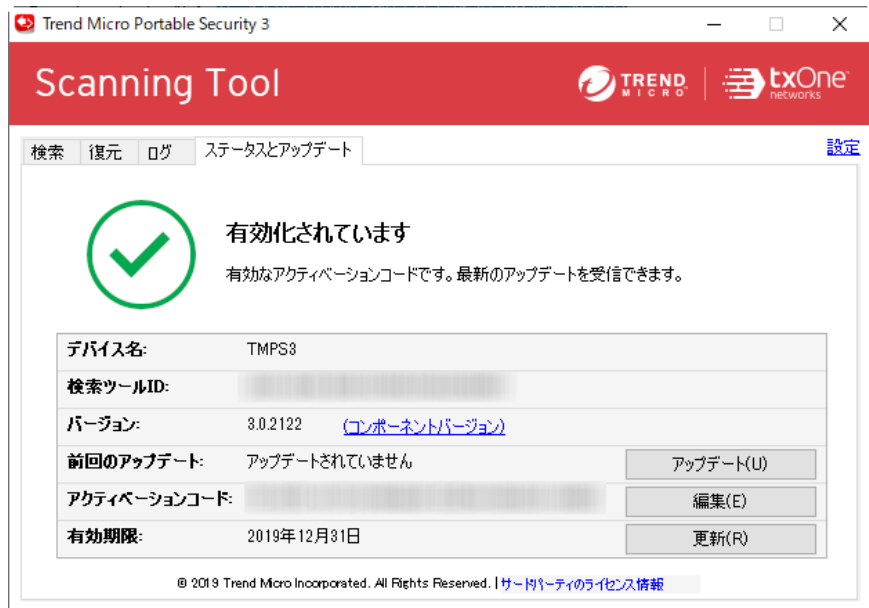 Trend Micro Portable Security 3
Scanning Tool
TREND MICRO
txOne networks
検索 復元 ログ ステータスとアップデート 設定
有効化されています
有効なアクティベーションコードです。最新のアップデートを受信できます。
デバイス名: TMPS3
検索ツールID:
バージョン: 3.0.2122 (コンポーネントバージョン)
前回のアップデート: アップデートされていません アップデート(U)
アクティベーションコード: 編集(E)
有効期限: 2019年12月31日 更新(R)
© 2019 Trend Micro Incorporated. All Rights Reserved. | サードパーティのライセンス情報